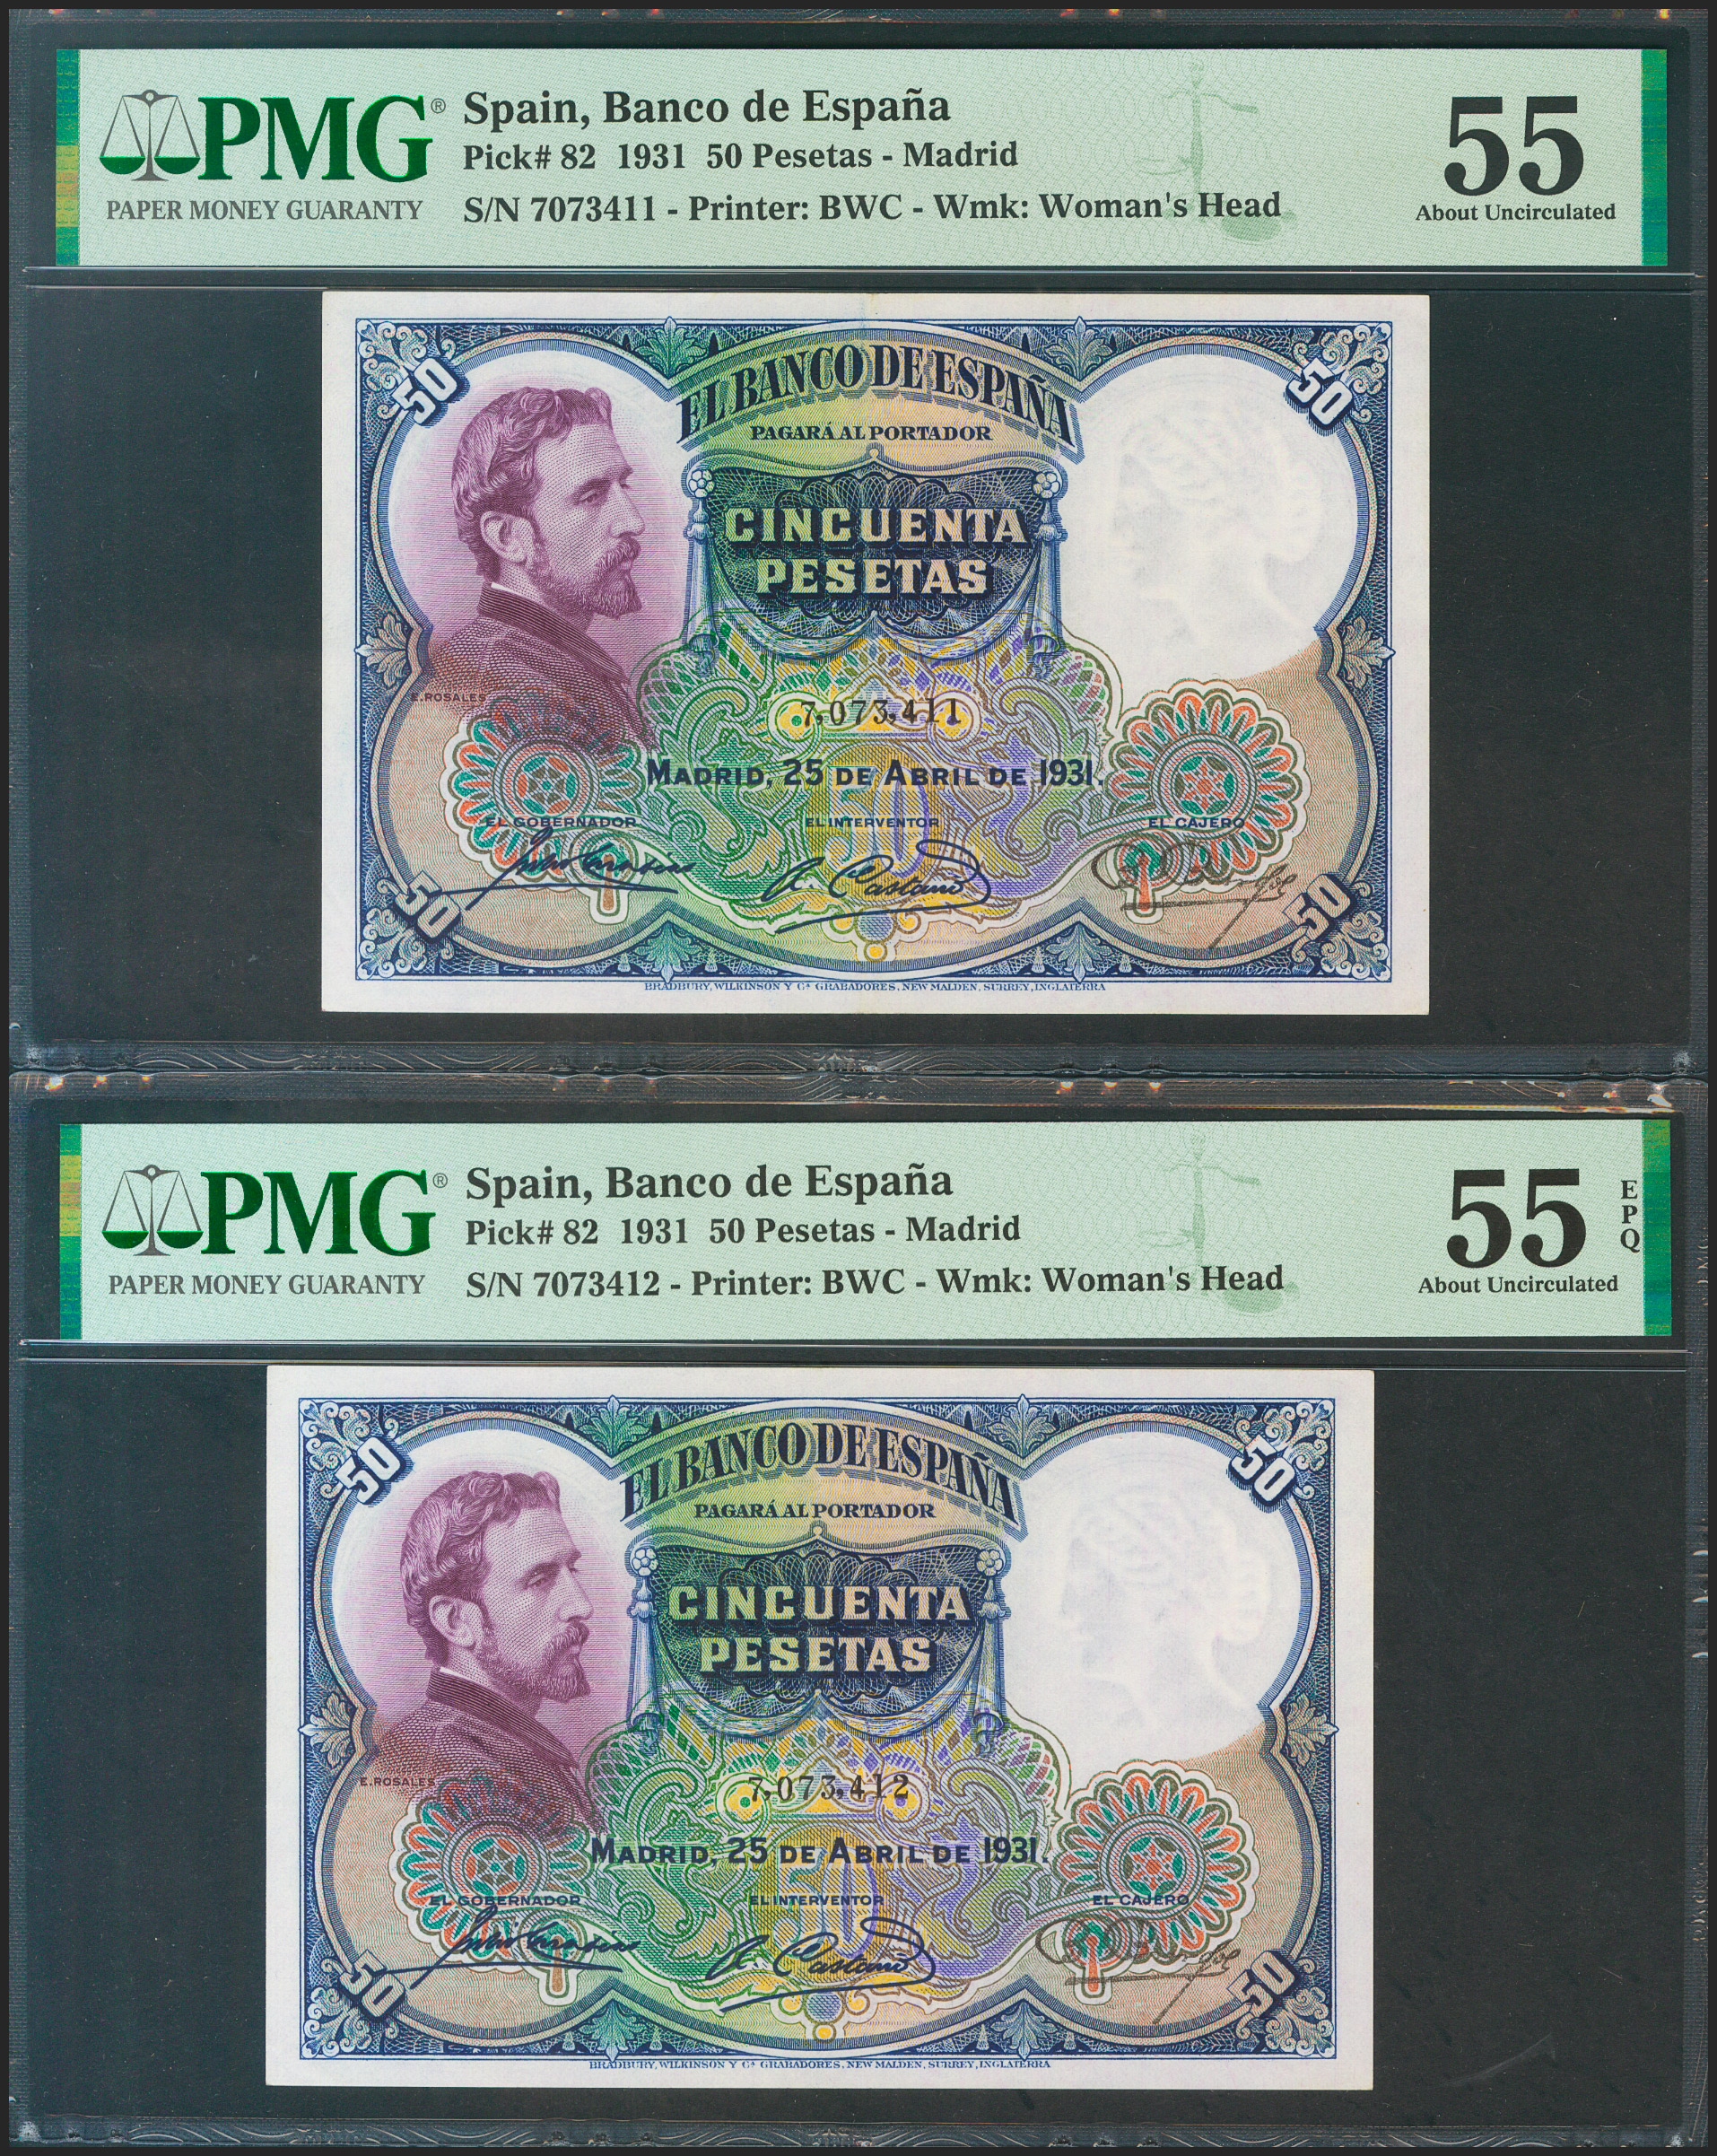 PMG®
PAPER MONEY GUARANTY
Spain, Banco de España
Pick# 82 1931 50 Pesetas - Madrid
S/N 7073411 - Printer: BWC - Wmk: Woman's Head
55
About Uncirculated
50
50
EL BANCO DE ESPAÑA
PAGARÁ AL PORTADOR
CINCUENTA
PESETAS
E. ROSALES
7,073,411
MADRID, 25 DE ABRIL DE 1931.
50
EL GOBERNADOR
EL INTERVENTOR
EL CAJERO
50
50
BRADBURY, WILKINSON Y Cª GRABADORES, NEW MALDEN, SURREY, INGLATERRA
PMG®
PAPER MONEY GUARANTY
Spain, Banco de España
Pick# 82 1931 50 Pesetas - Madrid
S/N 7073412 - Printer: BWC - Wmk: Woman's Head
55
EPQ
About Uncirculated
50
50
EL BANCO DE ESPAÑA
PAGARÁ AL PORTADOR
CINCUENTA
PESETAS
E. ROSALES
7,073,412
MADRID, 25 DE ABRIL DE 1931.
50
EL GOBERNADOR
EL INTERVENTOR
EL CAJERO
50
50
BRADBURY, WILKINSON Y Cª GRABADORES, NEW MALDEN, SURREY, INGLATERRA